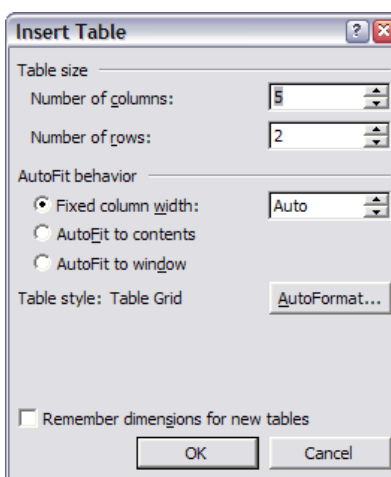 Insert Table
Table size
Number of columns: 5
Number of rows: 2
AutoFit behavior
Fixed column width: Auto
AutoFit to contents
AutoFit to window
Table style: Table Grid AutoFormat...
Remember dimensions for new tables
OK Cancel